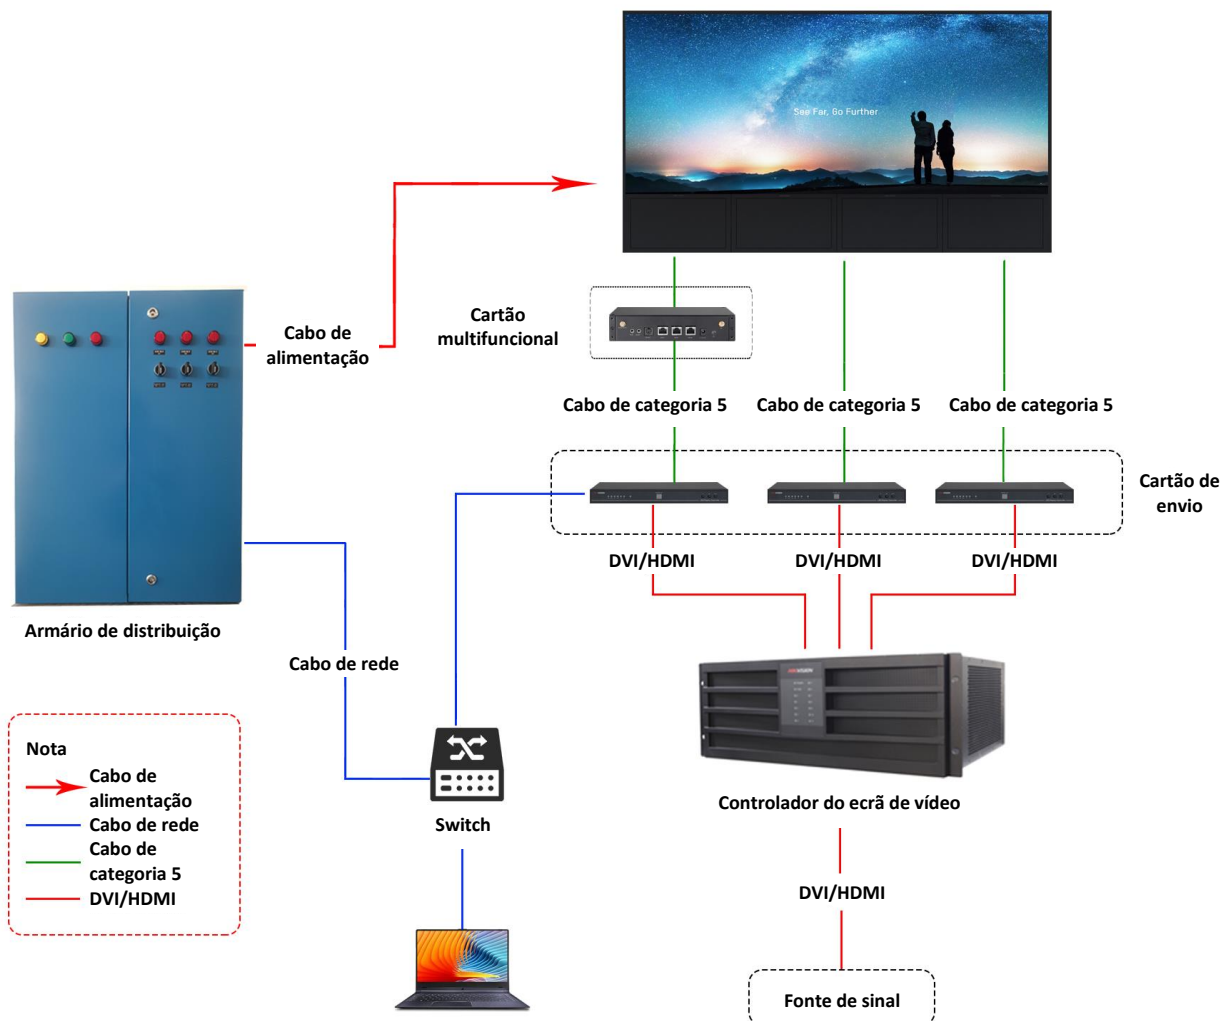 See Far, Go Further
Cartão
multifuncional
Cabo de
alimentação
Cabo de categoria 5
Cabo de categoria 5
Cabo de categoria 5
Cartão de
envio
DVI/HDMI
DVI/HDMI
DVI/HDMI
Armário de distribuição
Cabo de rede
HIKVISION
Controlador do ecrã de vídeo
Nota
Cabo de
alimentação
Cabo de rede
Cabo de
categoria 5
DVI/HDMI
Switch
DVI/HDMI
Fonte de sinal